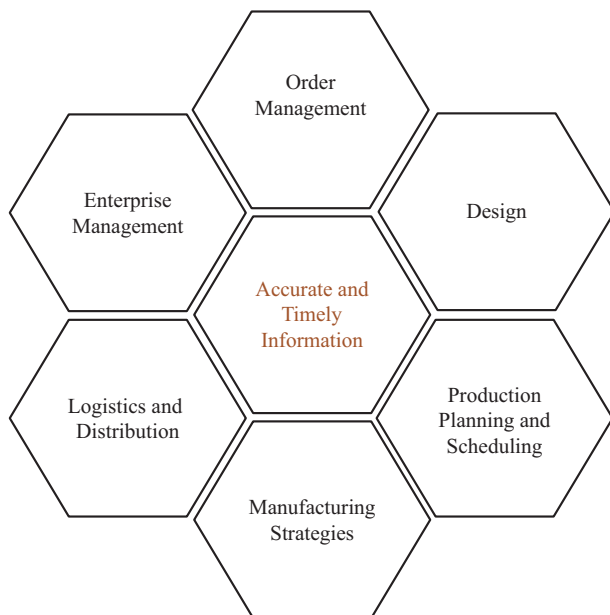 Order
Management
Enterprise
Management
Design
Accurate and
Timely
Information
Logistics and
Distribution
Production
Planning and
Scheduling
Manufacturing
Strategies